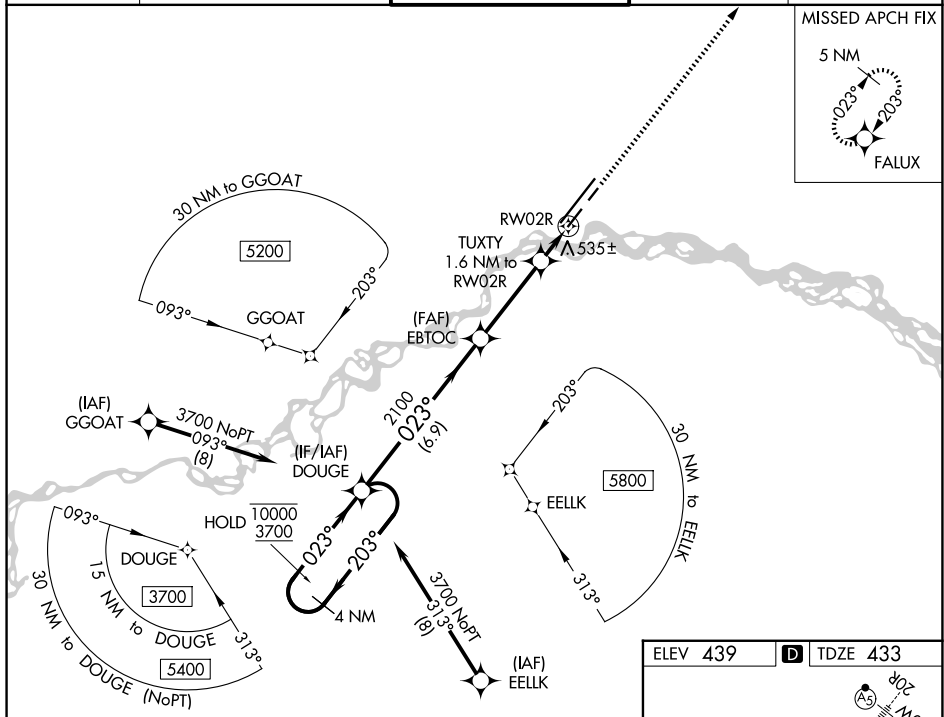 MISSED APCH FIX
5 NM
023°
203°
FALUX
30 NM to GGOAT
5200
093°
203°
GGOAT
RW02R
535±
TUXTY
1.6 NM to
RW02R
(FAF)
EBTOC
(IAF)
GGOAT
3700 NoPT
093°
(8)
2100
023°
(6.9)
(IF/IAF)
DOUGE
203°
30 NM to EELLK
5800
EELLK
313°
HOLD
10000
3700
023°
203°
4 NM
093°
DOUGE
3700
15 NM to DOUGE
313°
5400
30 NM to DOUGE (NoPT)
3700 NoPT
313°
(8)
(IAF)
EELLK
ELEV 439
D
TDZE 433
A5
20R